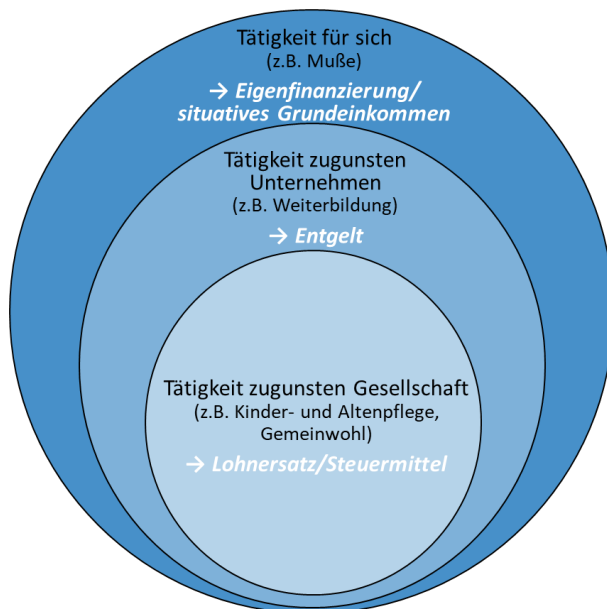 Tätigkeit für sich
(z.B. Muße)
→ Eigenfinanzierung/
situatives Grundeinkommen
Tätigkeit zugunsten
Unternehmen
(z.B. Weiterbildung)
→ Entgelt
Tätigkeit zugunsten Gesellschaft
(z.B. Kinder- und Altenpflege,
Gemeinwohl)
→ Lohnersatz/Steuermittel